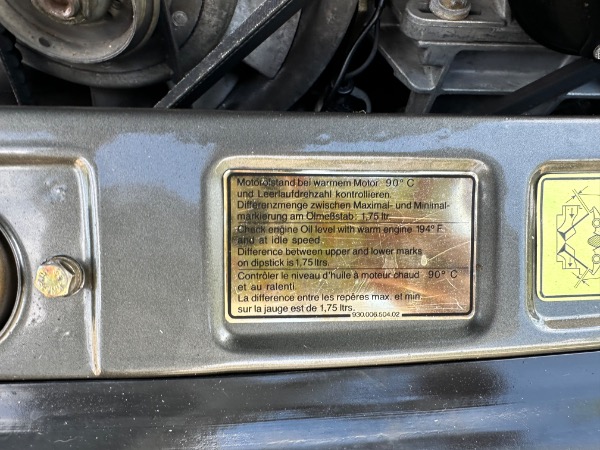 Motorölstand bei warmem Motor 90° C
und Leerlaufdrehzahl kontrollieren.
Differenzmenge zwischen Maximal- und Minimal-
markierung am Ölmeßstab: 1,75 ltr.
Check engine Oil level with warm engine 194° F
and at idle speed.
Difference between upper and lower marks
on dipstick is 1.75 ltrs.
Contrôler le niveau d'huile à moteur chaud 90° C
et au ralenti.
La différence entre les repères max. et min.
sur la jauge est de 1,75 ltrs.
930.006.504.02